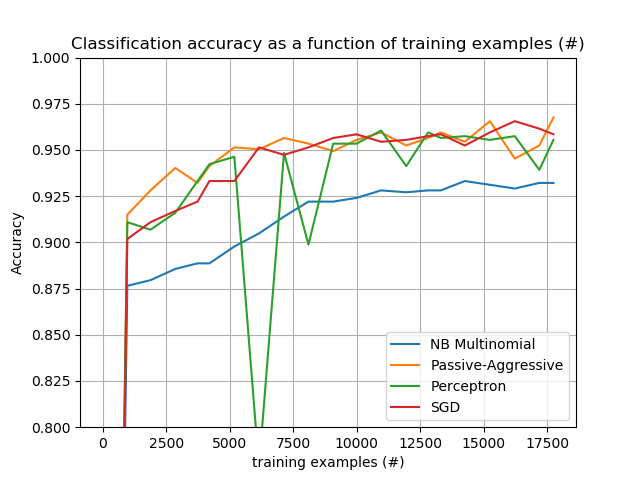 Classification accuracy as a function of training examples (#)
1.000
0.975
0.950
0.925
0.900
0.875
0.850
0.825
0.800
Accuracy
NB Multinomial
Passive-Aggressive
Perceptron
SGD
0 2500 5000 7500 10000 12500 15000 17500
training examples (#)